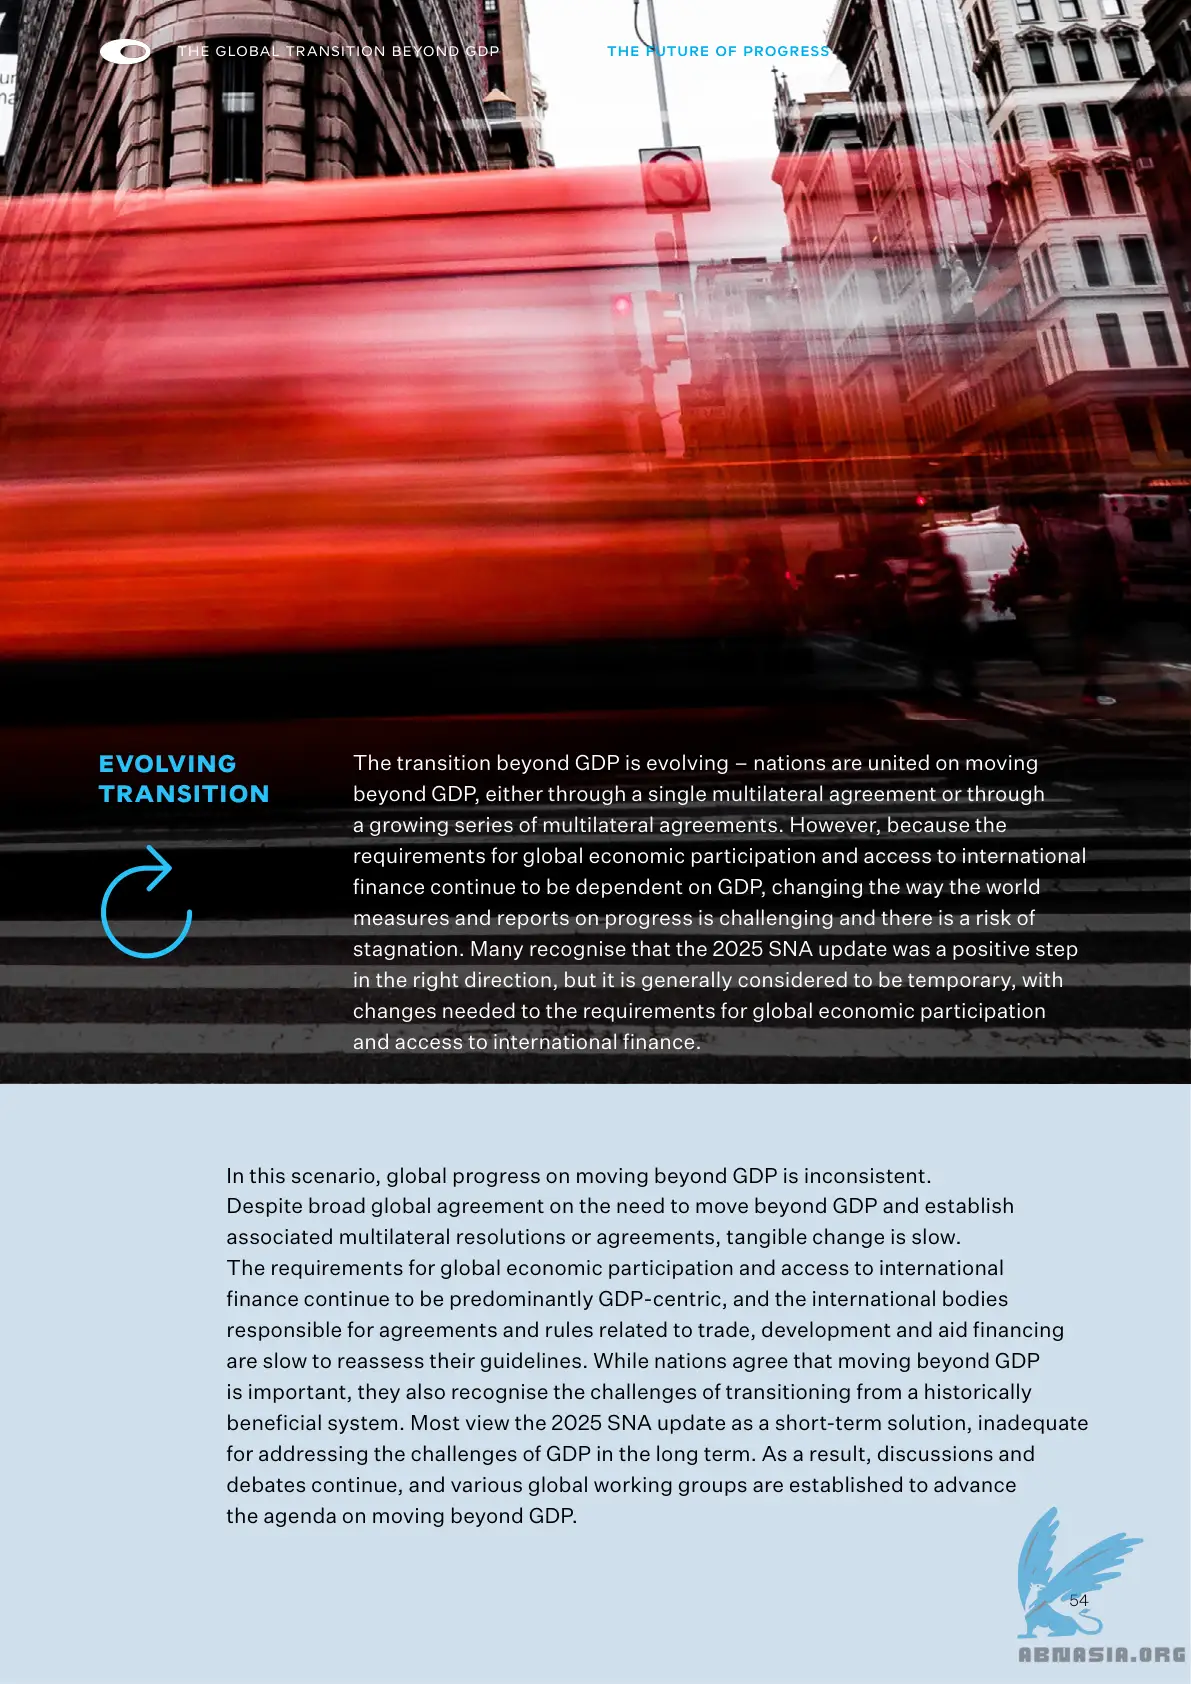 THE GLOBAL TRANSITION BEYOND GDP
THE FUTURE OF PROGRESS
EVOLVING
TRANSITION
The transition beyond GDP is evolving – nations are united on moving
beyond GDP, either through a single multilateral agreement or through
a growing series of multilateral agreements. However, because the
requirements for global economic participation and access to international
finance continue to be dependent on GDP, changing the way the world
measures and reports on progress is challenging and there is a risk of
stagnation. Many recognise that the 2025 SNA update was a positive step
in the right direction, but it is generally considered to be temporary, with
changes needed to the requirements for global economic participation
and access to international finance.
In this scenario, global progress on moving beyond GDP is inconsistent.
Despite broad global agreement on the need to move beyond GDP and establish
associated multilateral resolutions or agreements, tangible change is slow.
The requirements for global economic participation and access to international
finance continue to be predominantly GDP-centric, and the international bodies
responsible for agreements and rules related to trade, development and aid financing
are slow to reassess their guidelines. While nations agree that moving beyond GDP
is important, they also recognise the challenges of transitioning from a historically
beneficial system. Most view the 2025 SNA update as a short-term solution, inadequate
for addressing the challenges of GDP in the long term. As a result, discussions and
debates continue, and various global working groups are established to advance
the agenda on moving beyond GDP.
54
ABNASIA.ORG